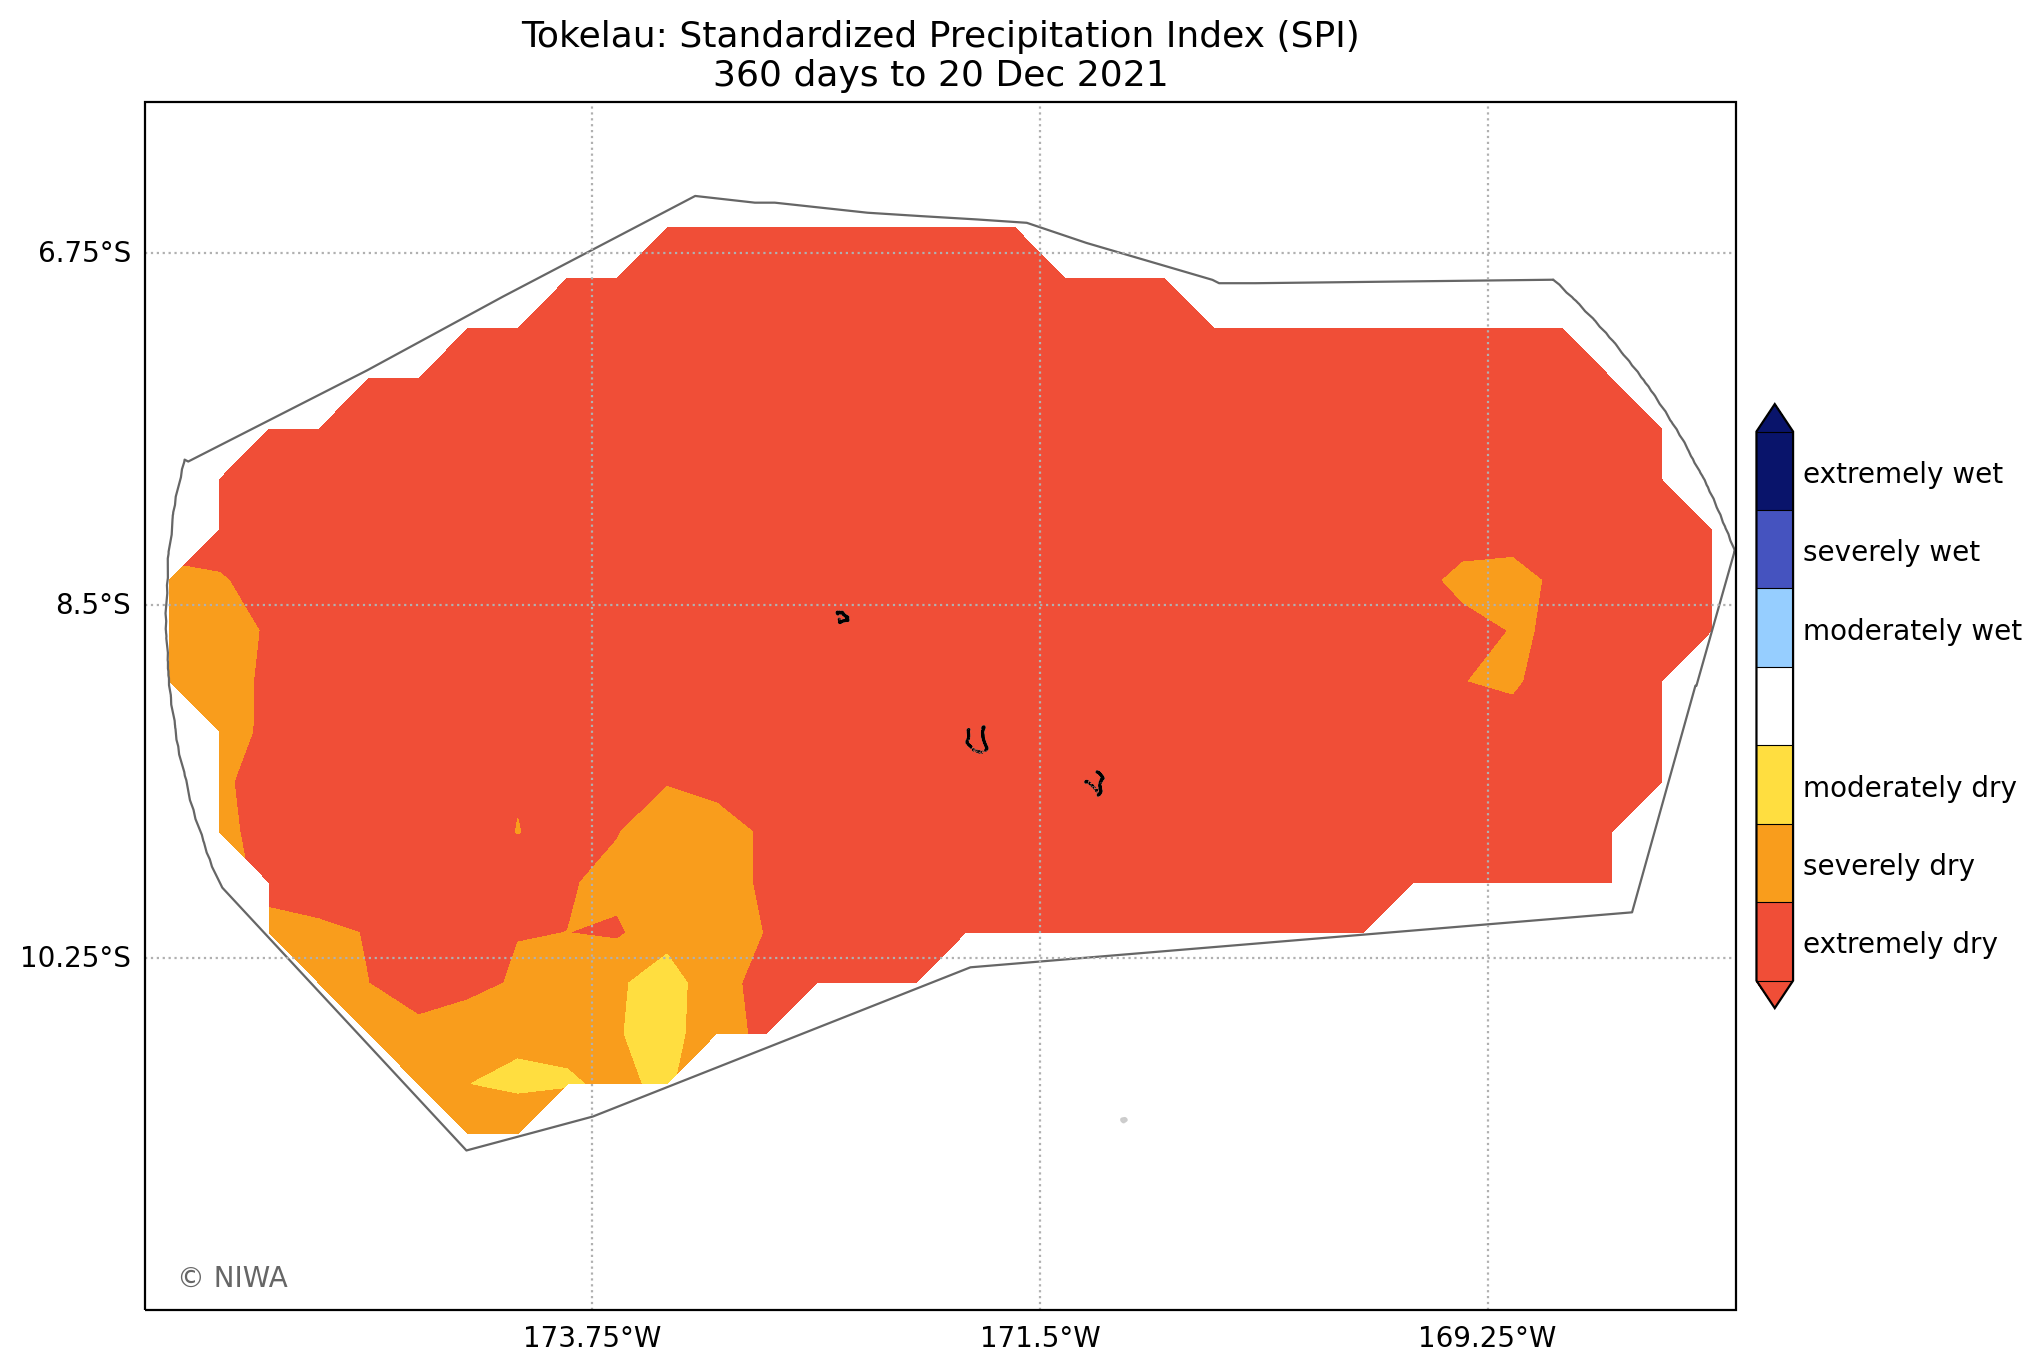 Tokelau: Standardized Precipitation Index (SPI)
360 days to 20 Dec 2021
6.75°S
8.5°S
10.25°S
173.75°W
171.5°W
169.25°W
extremely wet
severely wet
moderately wet
moderately dry
severely dry
extremely dry
© NIWA